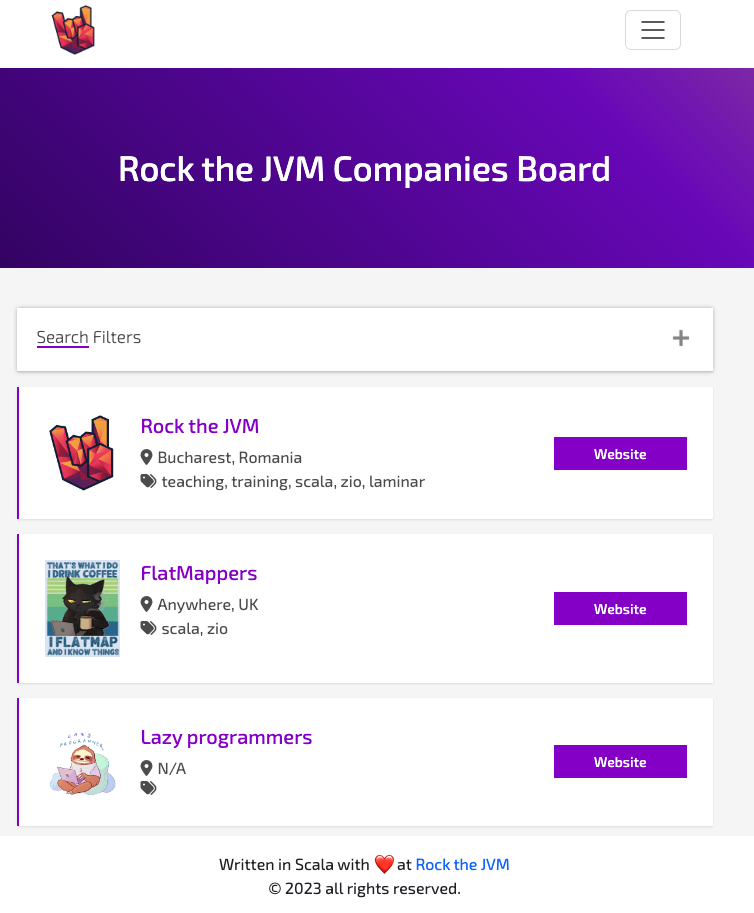 Rock the JVM Companies Board
Search Filters
Rock the JVM
Bucharest, Romania
teaching, training, scala, zio, laminar
Website
THAT'S WHAT I DO
I DRINK COFFEE
I FLATMAP
AND I KNOW THINGS
FlatMappers
Anywhere, UK
scala, zio
Website
LAZY
PROGRAMMER
Lazy programmers
N/A
Website
Written in Scala with ❤️ at Rock the JVM
© 2023 all rights reserved.